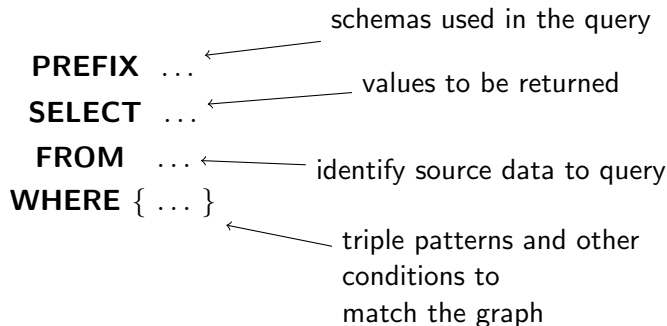 schemas used in the query
PREFIX ...
values to be returned
SELECT ...
FROM ...
identify source data to query
WHERE { ... }
triple patterns and other
conditions to
match the graph